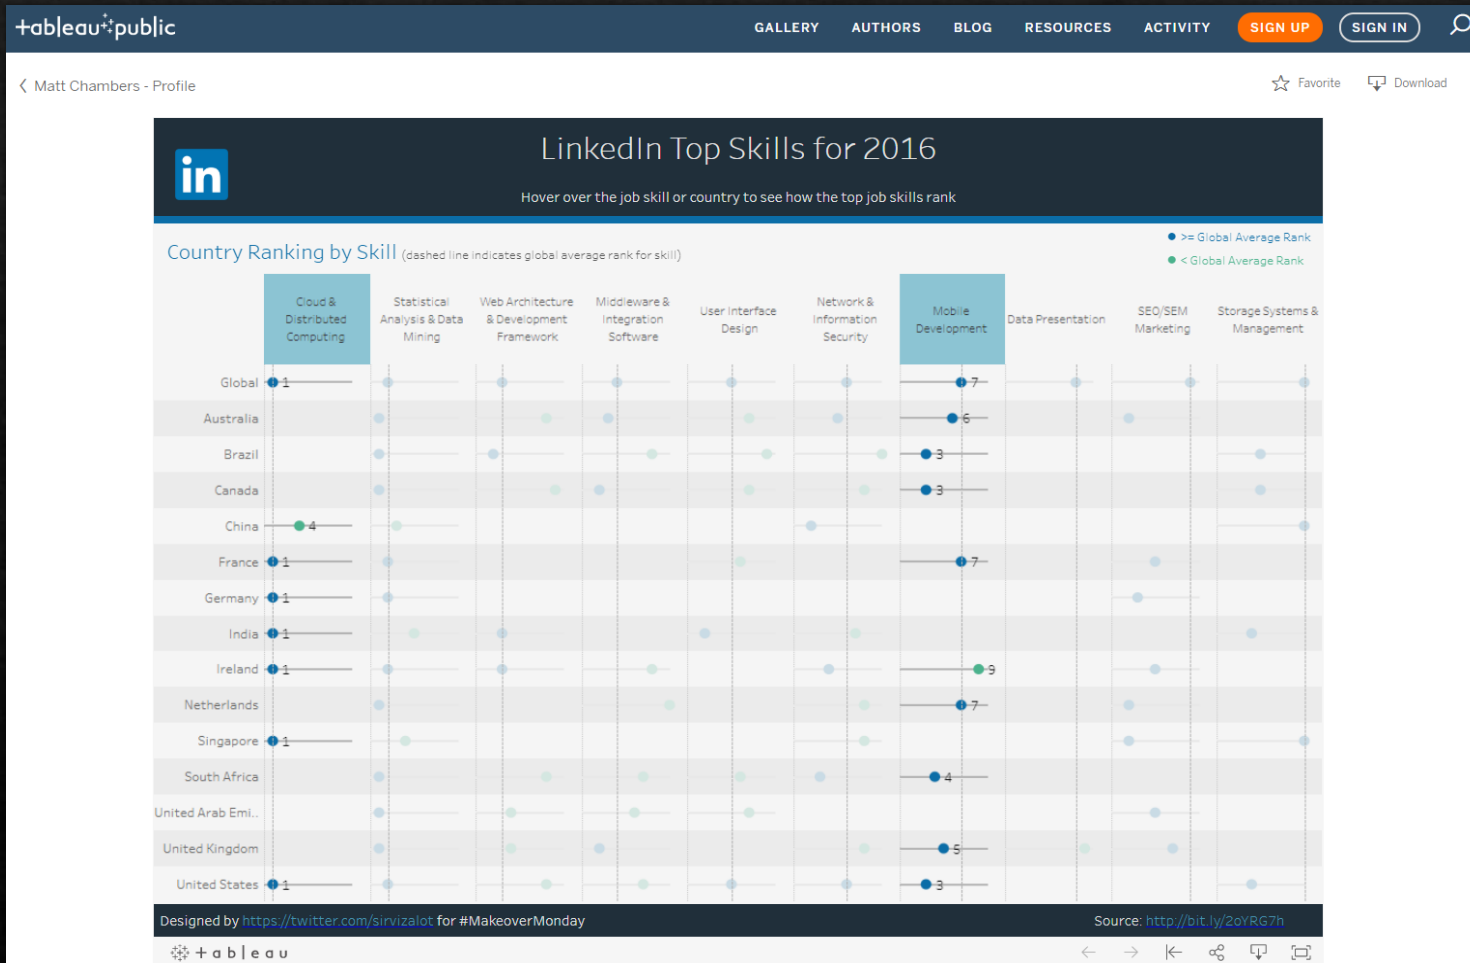 +ableau public
GALLERY AUTHORS BLOG RESOURCES ACTIVITY SIGN UP SIGN IN
Matt Chambers - Profile
Favorite Download
in
LinkedIn Top Skills for 2016
Hover over the job skill or country to see how the top job skills rank
>= Global Average Rank
< Global Average Rank
Country Ranking by Skill (dashed line indicates global average rank for skill)
Cloud &
Distributed
Computing
Statistical
Analysis & Data
Mining
Web Architecture
& Development
Framework
Middleware &
Integration
Software
User Interface
Design
Network &
Information
Security
Mobile
Development
Data Presentation
SEO/SEM
Marketing
Storage Systems &
Management
Global 1 7
Australia 6
Brazil 3
Canada 3
China 4
France 1 7
Germany 1
India 1
Ireland 1 9
Netherlands 7
Singapore 1
South Africa 4
United Arab Emi..
United Kingdom 5
United States 1 3
Designed by https://twitter.com/sirvizalot for #MakeoverMonday
Source: http://bit.ly/2oYRG7h
+ a b | e a u